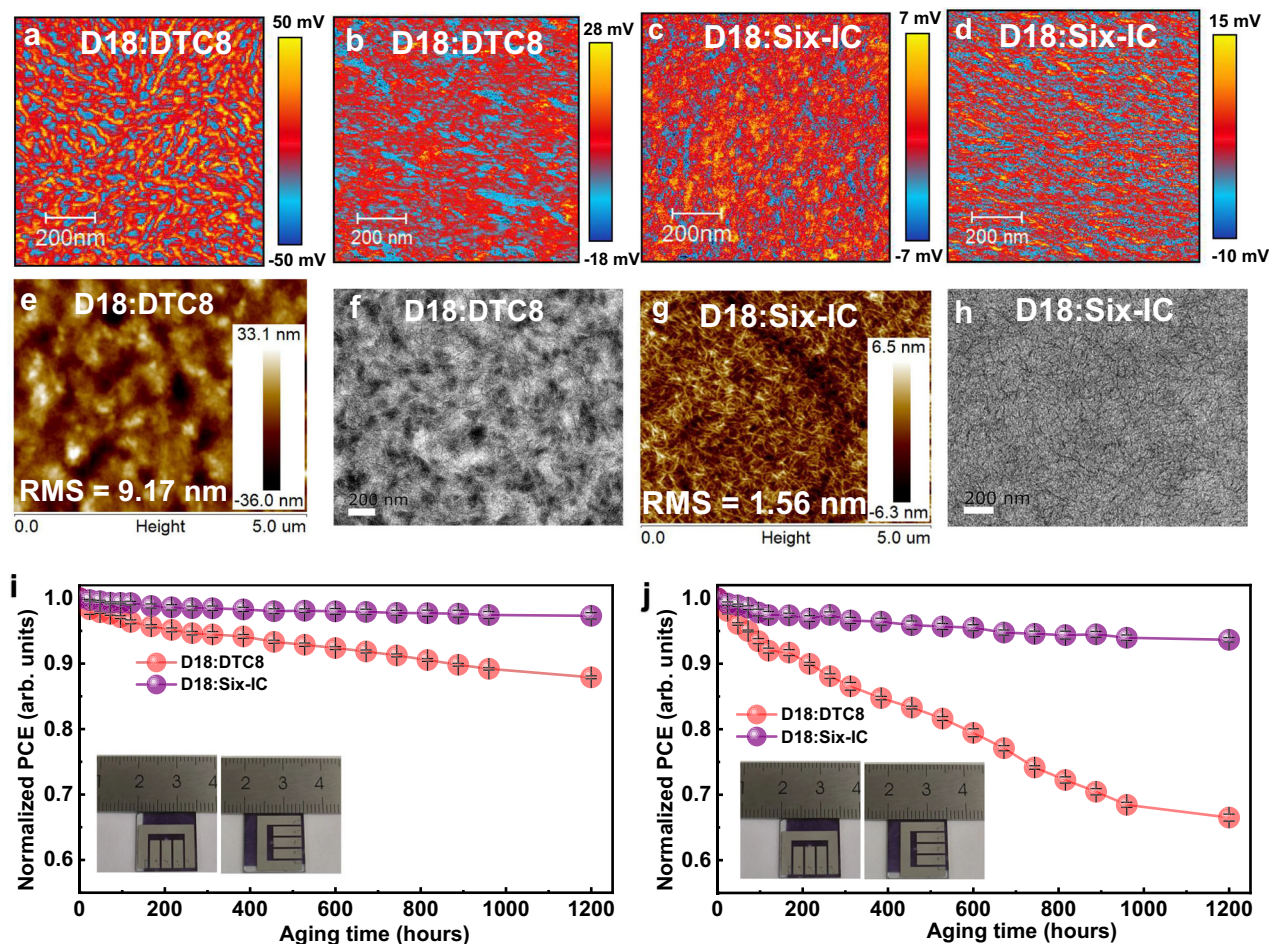 a
D18:DTC8
50 mV
-50 mV
200nm
b
D18:DTC8
28 mV
-18 mV
200 nm
c
D18:Six-IC
7 mV
-7 mV
200nm
d
D18:Six-IC
15 mV
-10 mV
200 nm
e
D18:DTC8
33.1 nm
-36.0 nm
RMS = 9.17 nm
0.0
Height
5.0 um
f
D18:DTC8
200 nm
g
D18:Six-IC
6.5 nm
-6.3 nm
RMS = 1.56 nm
0.0
Height
5.0 um
h
D18:Six-IC
200 nm
i
Normalized PCE (arb. units)
1.0
0.9
0.8
0.7
0.6
D18:DTC8
D18:Six-IC
1 2 3 4
2 3 4
0 200 400 600 800 1000 1200
Aging time (hours)
j
Normalized PCE (arb. units)
1.0
0.9
0.8
0.7
0.6
D18:DTC8
D18:Six-IC
1 2 3 4
2 3 4
0 200 400 600 800 1000 1200
Aging time (hours)